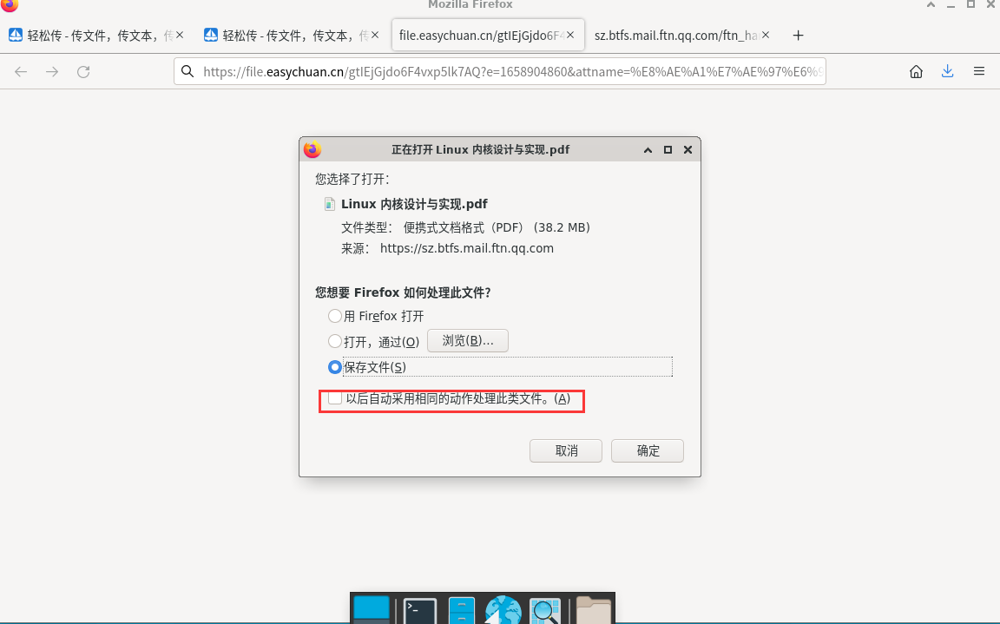 Mozilla Firefox
轻松传 - 传文件，传文本，传
轻松传 - 传文件，传文本，传
file.easychuan.cn/gtIEjGjdo6F4
sz.btfs.mail.ftn.qq.com/ftn_ha
https://file.easychuan.cn/gtIEjGjdo6F4vxp5lk7AQ?e=1658904860&attname=%E8%AE%A1%E7%AE%97%E6%9
正在打开 Linux 内核设计与实现.pdf
您选择了打开：
Linux 内核设计与实现.pdf
文件类型： 便携式文档格式（PDF） (38.2 MB)
来源： https://sz.btfs.mail.ftn.qq.com
您想要 Firefox 如何处理此文件？
用 Firefox 打开
打开，通过(O) 浏览(B)…
保存文件(S)
以后自动采用相同的动作处理此类文件。(A)
取消 确定